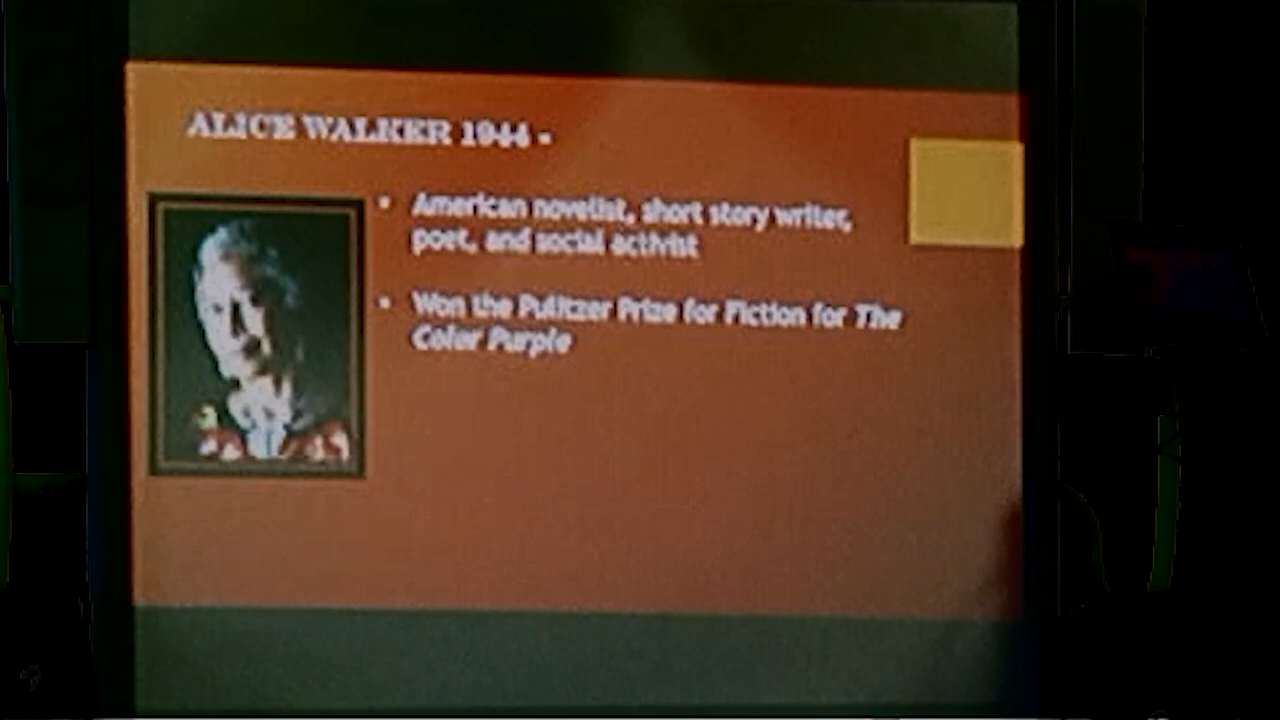 ALICE WALKER 1944 -
• American novelist, short story writer,
poet, and social activist
• Won the Pulitzer Prize for Fiction for The
Color Purple